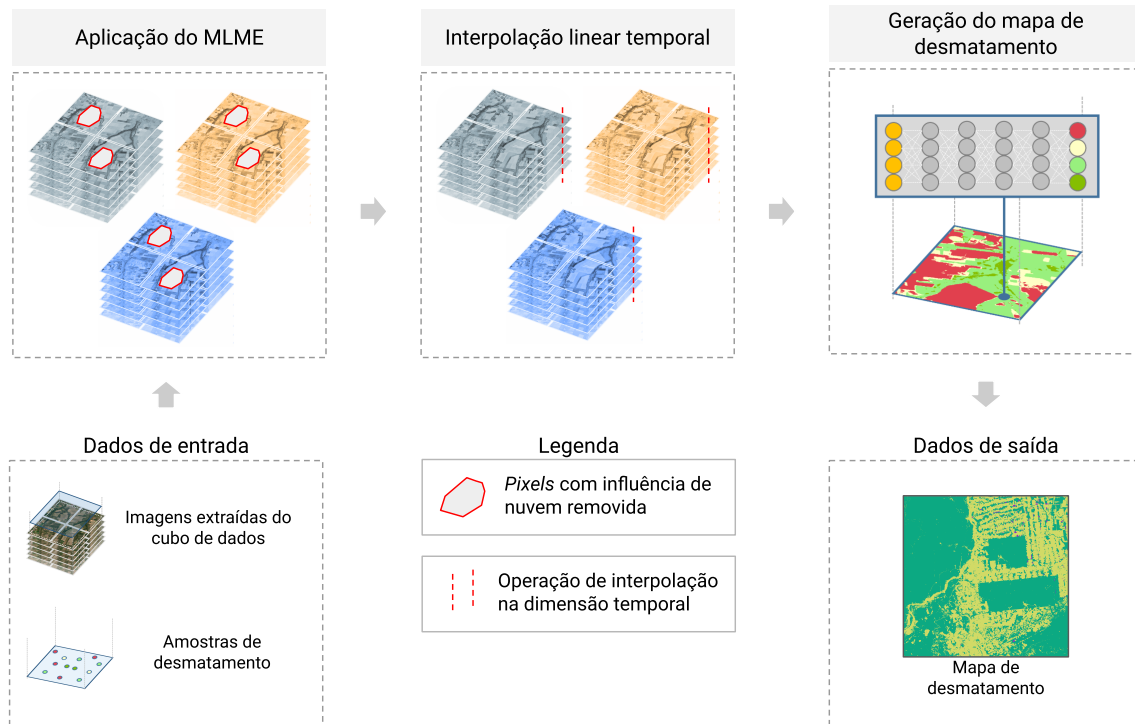 Aplicação do MLME
Interpolação linear temporal
Geração do mapa de
desmatamento
Dados de entrada
Imagens extraídas do
cubo de dados
Amostras de
desmatamento
Legenda
Pixels com influência de
nuvem removida
Operação de interpolação
na dimensão temporal
Dados de saída
Mapa de
desmatamento